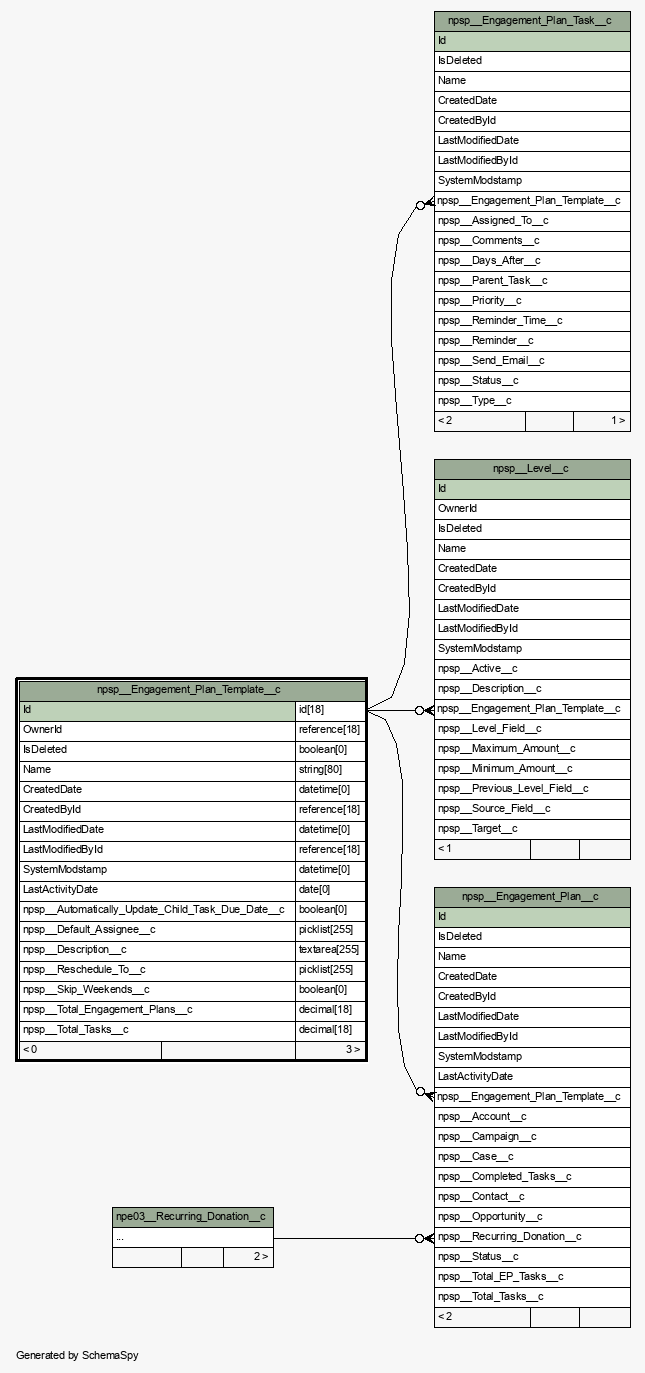 npsp__Engagement_Plan_Task__c
Id
IsDeleted
Name
CreatedDate
CreatedById
LastModifiedDate
LastModifiedById
SystemModstamp
npsp__Engagement_Plan_Template__c
npsp__Assigned_To__c
npsp__Comments__c
npsp__Days_After__c
npsp__Parent_Task__c
npsp__Priority__c
npsp__Reminder_Time__c
npsp__Reminder__c
npsp__Send_Email__c
npsp__Status__c
npsp__Type__c
< 2 1 >
npsp__Level__c
Id
OwnerId
IsDeleted
Name
CreatedDate
CreatedById
LastModifiedDate
LastModifiedById
SystemModstamp
npsp__Active__c
npsp__Description__c
npsp__Engagement_Plan_Template__c
npsp__Level_Field__c
npsp__Maximum_Amount__c
npsp__Minimum_Amount__c
npsp__Previous_Level_Field__c
npsp__Source_Field__c
npsp__Target__c
< 1
npsp__Engagement_Plan_Template__c
Id id[18]
OwnerId reference[18]
IsDeleted boolean[0]
Name string[80]
CreatedDate datetime[0]
CreatedById reference[18]
LastModifiedDate datetime[0]
LastModifiedById reference[18]
SystemModstamp datetime[0]
LastActivityDate date[0]
npsp__Automatically_Update_Child_Task_Due_Date__c boolean[0]
npsp__Default_Assignee__c picklist[255]
npsp__Description__c textarea[255]
npsp__Reschedule_To__c picklist[255]
npsp__Skip_Weekends__c boolean[0]
npsp__Total_Engagement_Plans__c decimal[18]
npsp__Total_Tasks__c decimal[18]
< 0 3 >
npsp__Engagement_Plan__c
Id
IsDeleted
Name
CreatedDate
CreatedById
LastModifiedDate
LastModifiedById
SystemModstamp
LastActivityDate
npsp__Engagement_Plan_Template__c
npsp__Account__c
npsp__Campaign__c
npsp__Case__c
npsp__Completed_Tasks__c
npsp__Contact__c
npsp__Opportunity__c
npsp__Recurring_Donation__c
npsp__Status__c
npsp__Total_EP_Tasks__c
npsp__Total_Tasks__c
< 2
npe03__Recurring_Donation__c
...
2 >
Generated by SchemaSpy